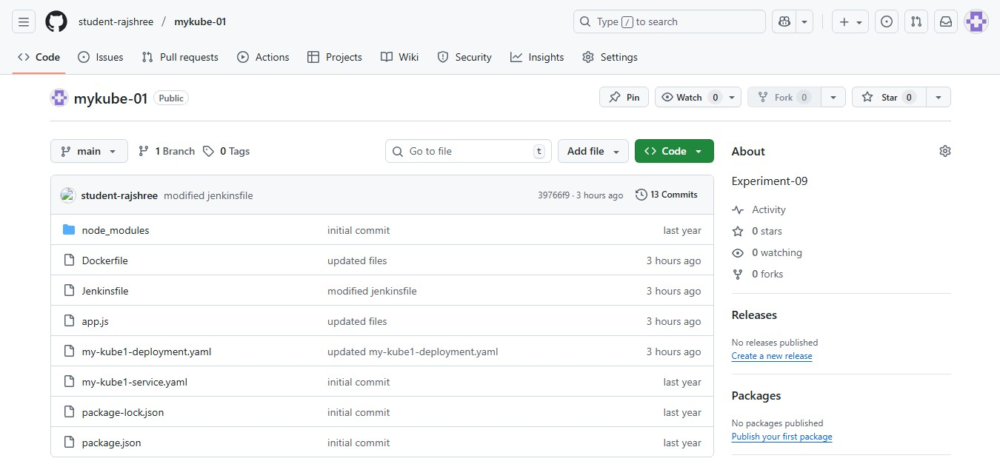 student-rajshree / mykube-01 Type / to search
Code Issues Pull requests Actions Projects Wiki Security Insights Settings
mykube-01 Public Pin Watch 0 Fork 0 Star 0
main 1 Branch 0 Tags Go to file t Add file Code
student-rajshree modified jenkinsfile 39766f9 · 3 hours ago 13 Commits
node_modules initial commit last year
Dockerfile updated files 3 hours ago
Jenkinsfile modified jenkinsfile 3 hours ago
app.js updated files 3 hours ago
my-kube1-deployment.yaml updated my-kube1-deployment.yaml 3 hours ago
my-kube1-service.yaml initial commit last year
package-lock.json initial commit last year
package.json initial commit last year
About
Experiment-09
Activity
0 stars
0 watching
0 forks
Releases
No releases published
Create a new release
Packages
No packages published
Publish your first package